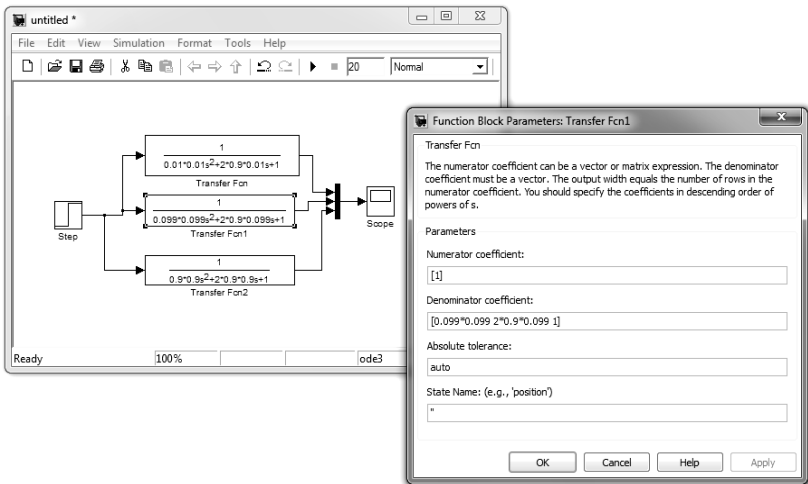 untitled *
File Edit View Simulation Format Tools Help
20
Normal
1
0.01*0.01s²+2*0.9*0.01s+1
Transfer Fcn
1
0.099*0.099s²+2*0.9*0.099s+1
Transfer Fcn1
1
0.9*0.9s²+2*0.9*0.9s+1
Transfer Fcn2
Step
Scope
Ready
100%
ode3
Function Block Parameters: Transfer Fcn1
Transfer Fcn
The numerator coefficient can be a vector or matrix expression. The denominator
coefficient must be a vector. The output width equals the number of rows in the
numerator coefficient. You should specify the coefficients in descending order of
powers of s.
Parameters
Numerator coefficient:
[1]
Denominator coefficient:
[0.099*0.099 2*0.9*0.099 1]
Absolute tolerance:
auto
State Name: (e.g., 'position')
''
OK
Cancel
Help
Apply